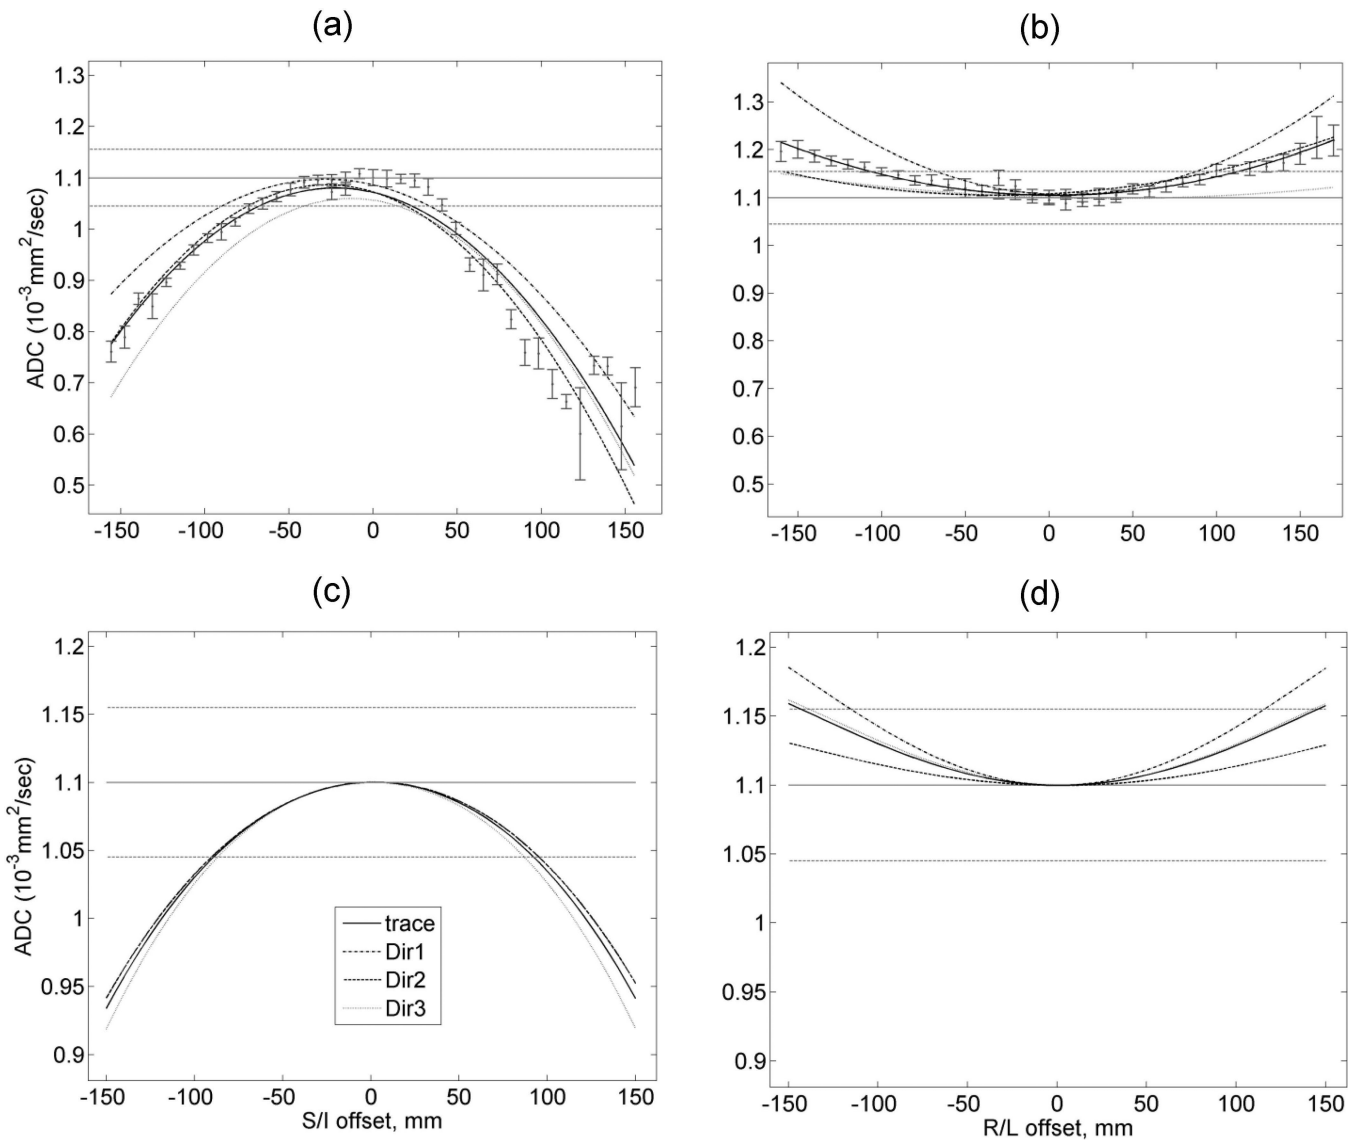 (a)
1.3
1.2
1.1
1
0.9
0.8
0.7
0.6
0.5
ADC (10⁻³mm²/sec)
-150 -100 -50 0 50 100 150
(b)
1.3
1.2
1.1
1
0.9
0.8
0.7
0.6
0.5
-150 -100 -50 0 50 100 150
(c)
1.2
1.15
1.1
1.05
1
0.95
0.9
ADC (10⁻³mm²/sec)
trace
Dir1
Dir2
Dir3
-150 -100 -50 0 50 100 150
S/I offset, mm
(d)
1.2
1.15
1.1
1.05
1
0.95
0.9
-150 -100 -50 0 50 100 150
R/L offset, mm